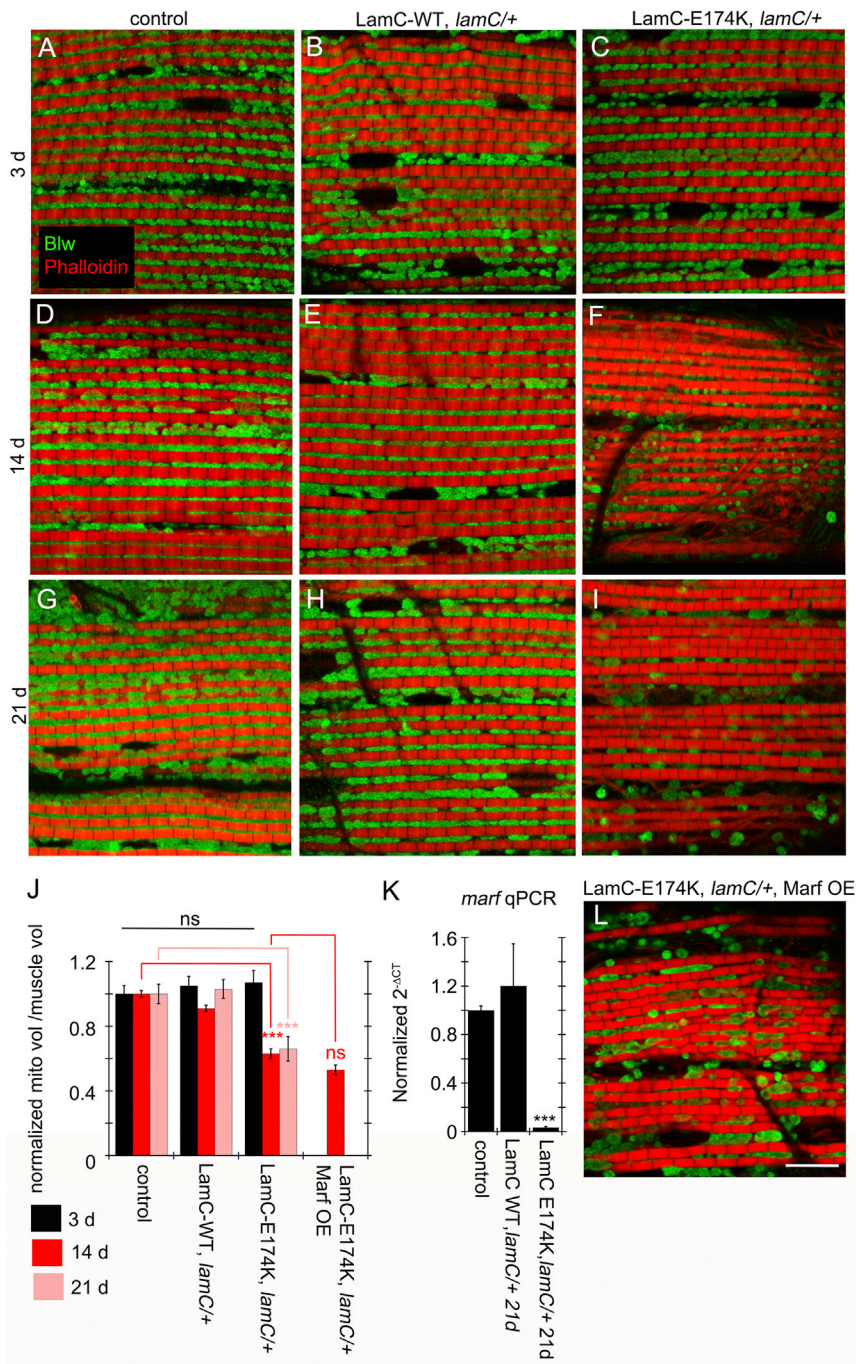 control
LamC-WT, lamC/+
LamC-E174K, lamC/+
A
B
C
3 d
Blw
Phalloidin
D
E
F
14 d
G
H
I
21 d
J
ns
normalized mito vol /muscle vol
1.2
0.8
0.4
0
***
***
ns
control
LamC-WT, lamC/+
LamC-E174K, lamC/+
LamC-E174K, lamC/+
Marf OE
3 d
14 d
21 d
K
marf qPCR
Normalized 2-ΔCT
1.6
1.2
0.8
0.4
0
***
control
LamC WT,lamC/+ 21d
LamC E174K,lamC/+ 21d
LamC-E174K, lamC/+, Marf OE
L